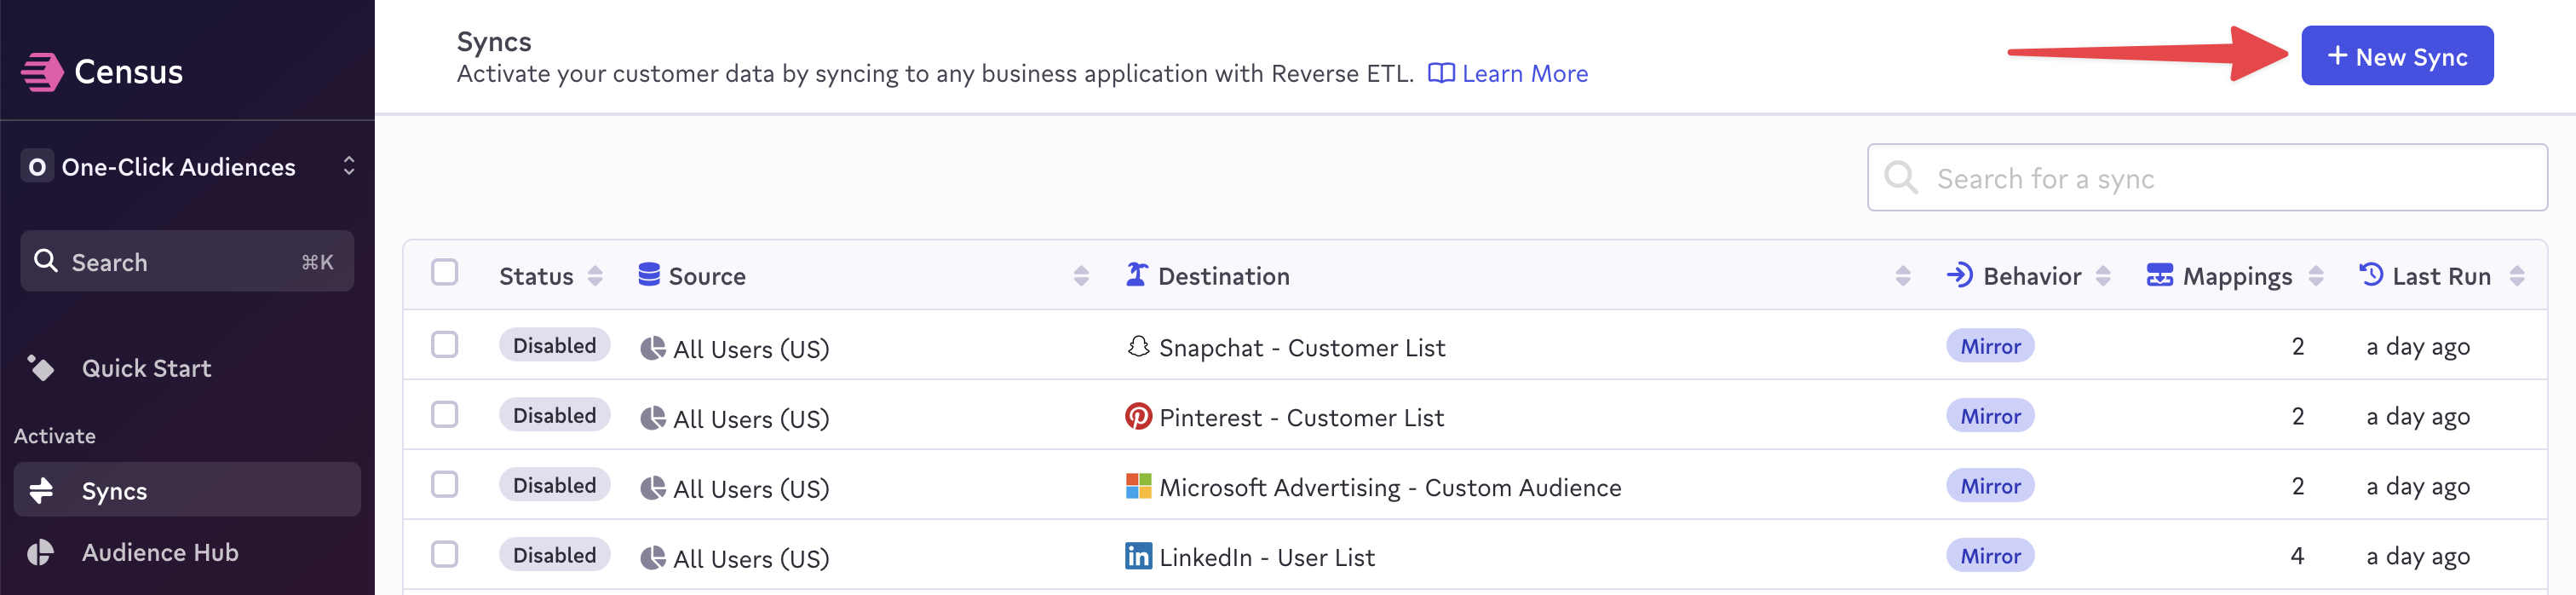 Census
O One-Click Audiences
Search ⌘K
Quick Start
Activate
Syncs
Audience Hub
Syncs
Activate your customer data by syncing to any business application with Reverse ETL. Learn More
+ New Sync
Search for a sync
Status Source Destination Behavior Mappings Last Run
Disabled All Users (US) Snapchat - Customer List Mirror 2 a day ago
Disabled All Users (US) Pinterest - Customer List Mirror 2 a day ago
Disabled All Users (US) Microsoft Advertising - Custom Audience Mirror 2 a day ago
Disabled All Users (US) LinkedIn - User List Mirror 4 a day ago